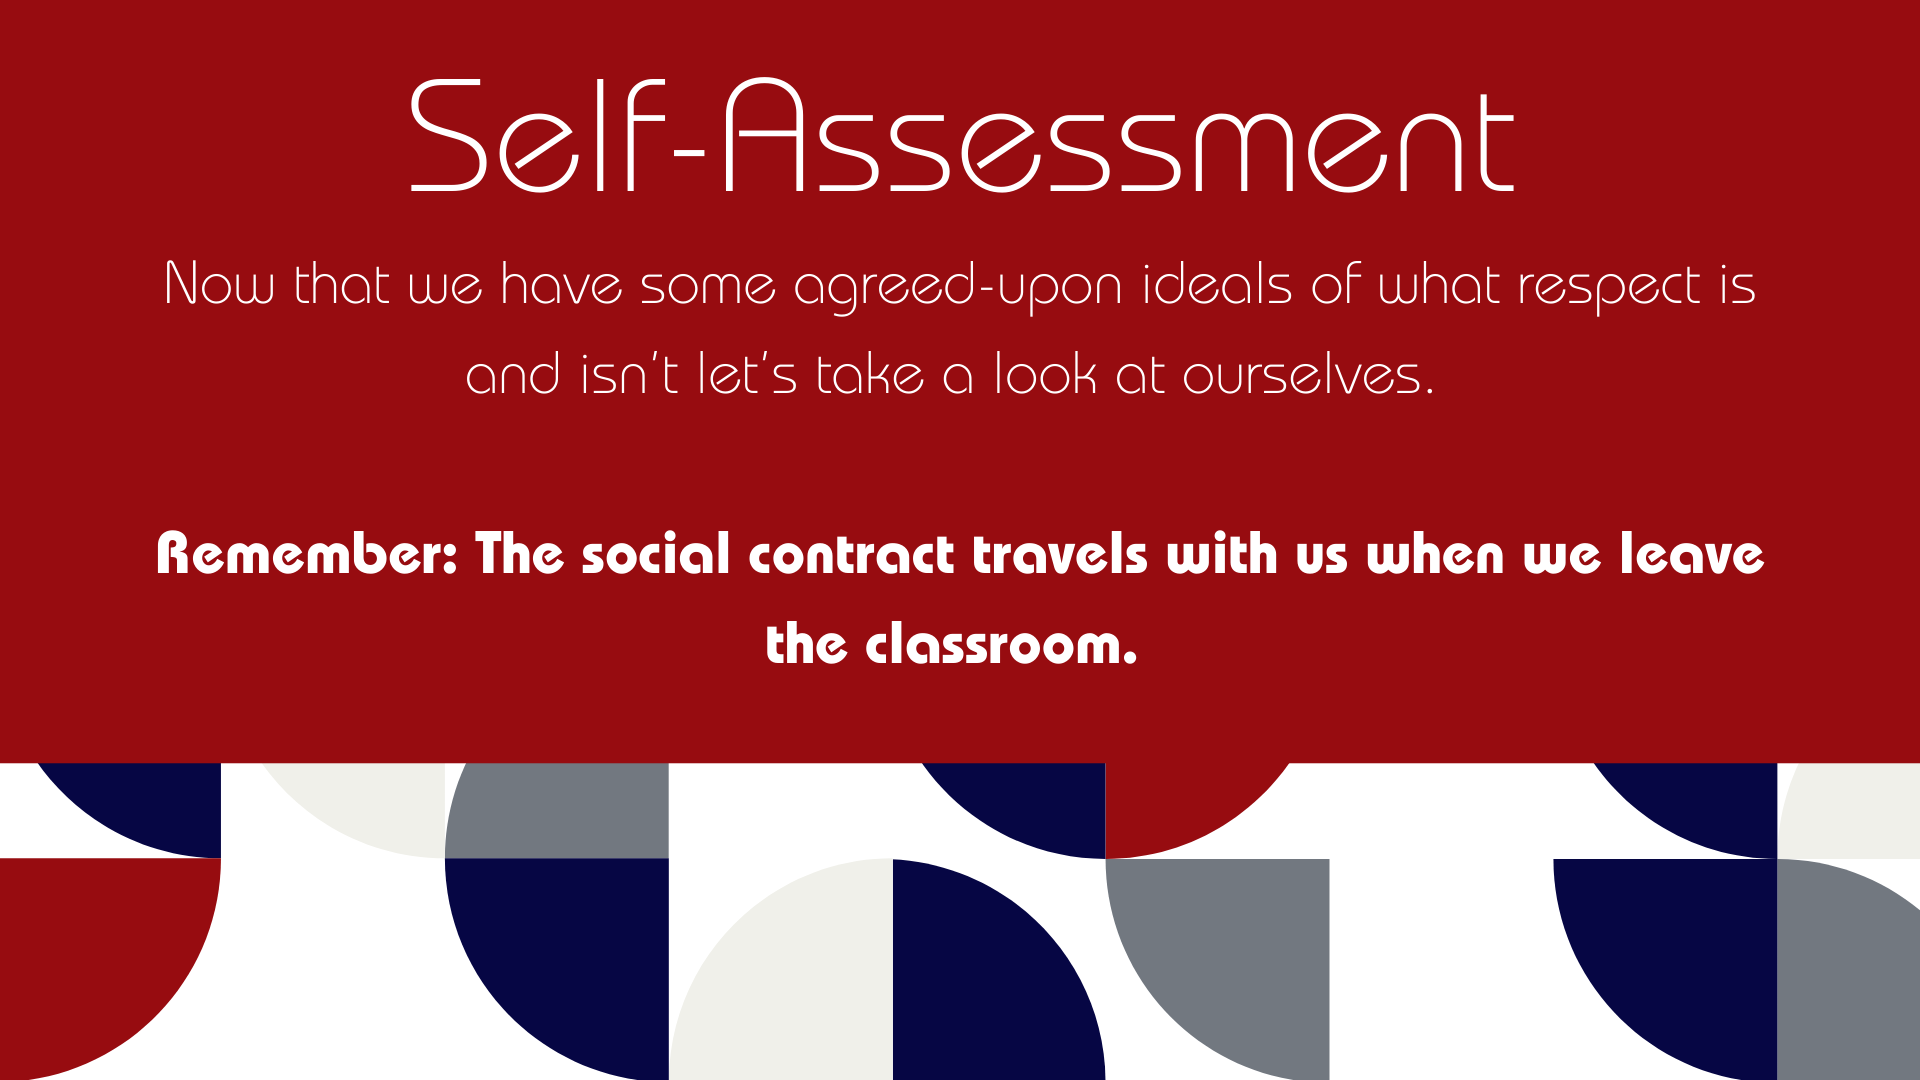 Self-Assessment
Now that we have some agreed-upon ideals of what respect is
and isn't let's take a look at ourselves.
Remember: The social contract travels with us when we leave
the classroom.